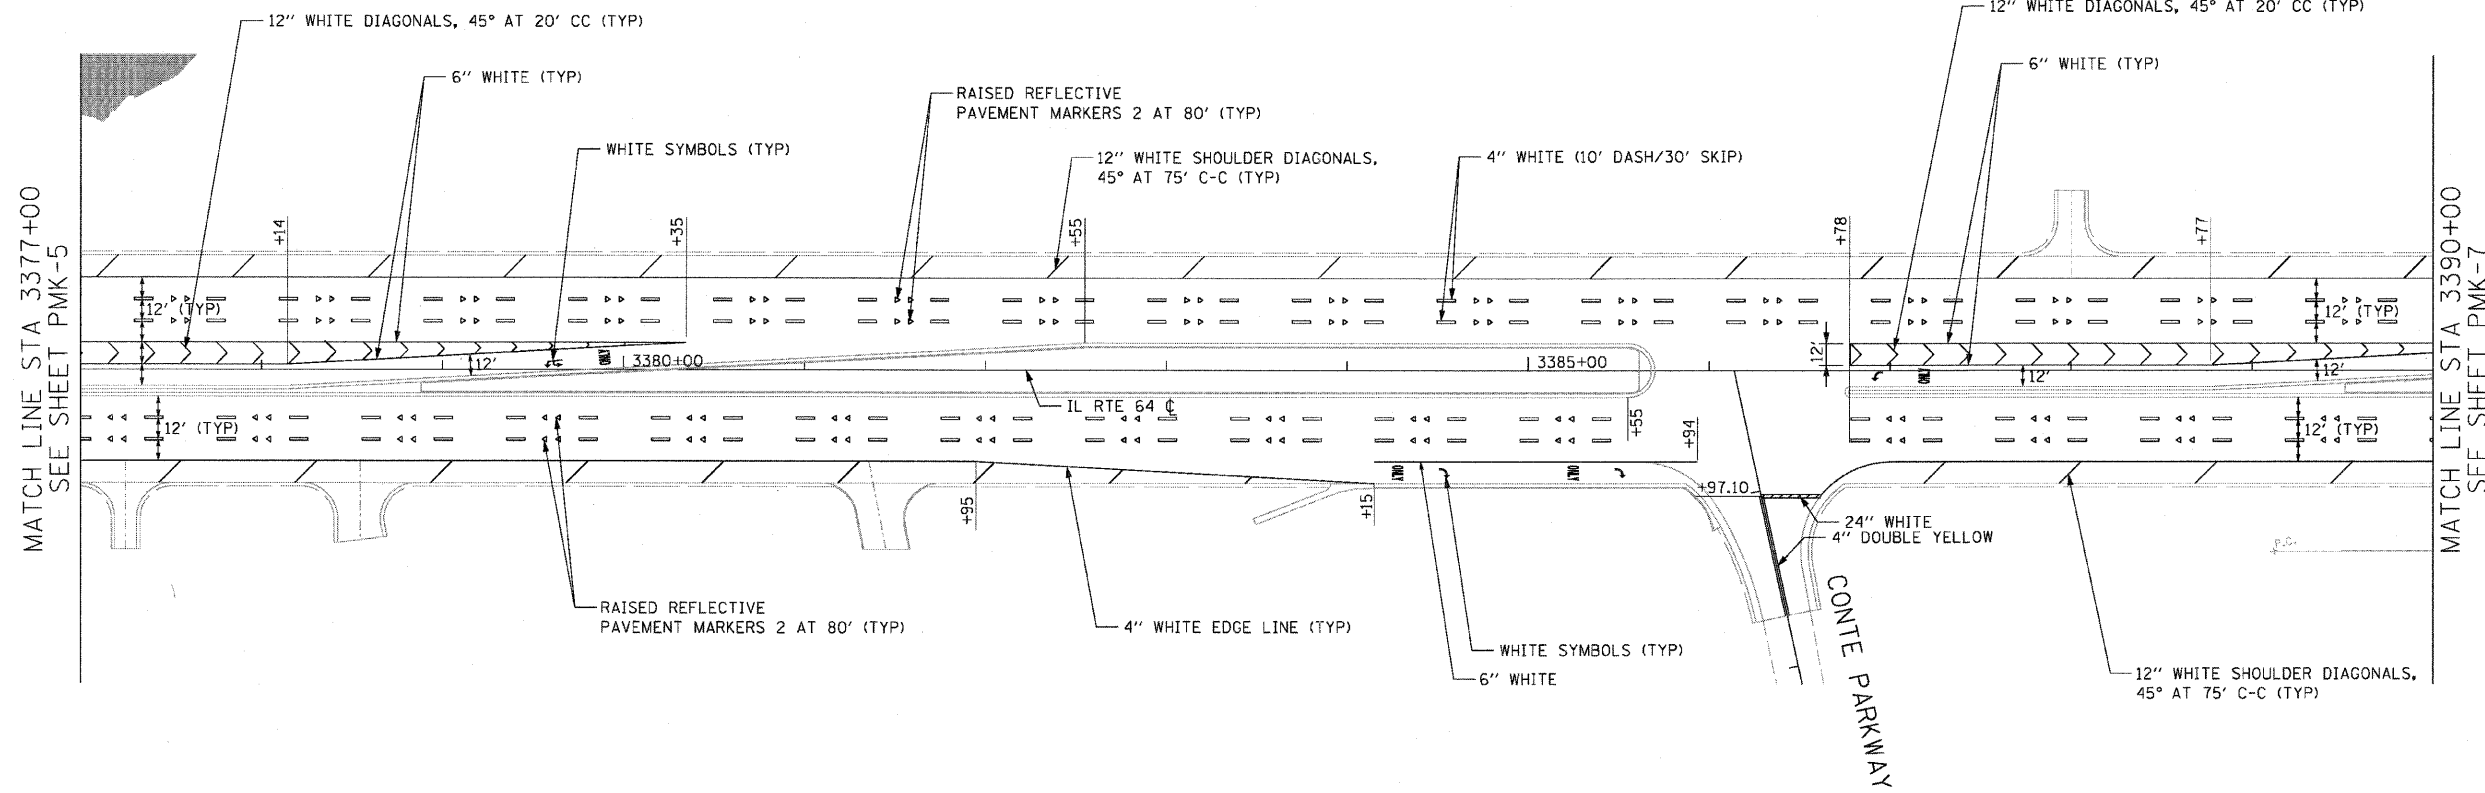 12" WHITE DIAGONALS, 45° AT 20' CC (TYP)
12" WHITE DIAGONALS, 45° AT 20' CC (TYP)
6" WHITE (TYP)
6" WHITE (TYP)
RAISED REFLECTIVE
PAVEMENT MARKERS 2 AT 80' (TYP)
WHITE SYMBOLS (TYP)
12" WHITE SHOULDER DIAGONALS,
45° AT 75' C-C (TYP)
4" WHITE (10' DASH/30' SKIP)
MATCH LINE STA 3377+00
SEE SHEET PMK-5
+14
+35
+55
+78
+77
MATCH LINE STA 3390+00
SEE SHEET PMK-7
12' (TYP)
12' (TYP)
12'
ONLY
3380+00
3385+00
12'
ONLY
12'
12'
IL RTE 64 ℄
12' (TYP)
12' (TYP)
+55
+94
ONLY
ONLY
+95
+15
+97.10
24" WHITE
4" DOUBLE YELLOW
P.C.
RAISED REFLECTIVE
PAVEMENT MARKERS 2 AT 80' (TYP)
4" WHITE EDGE LINE (TYP)
WHITE SYMBOLS (TYP)
6" WHITE
CONTE PARKWAY
12" WHITE SHOULDER DIAGONALS,
45° AT 75' C-C (TYP)